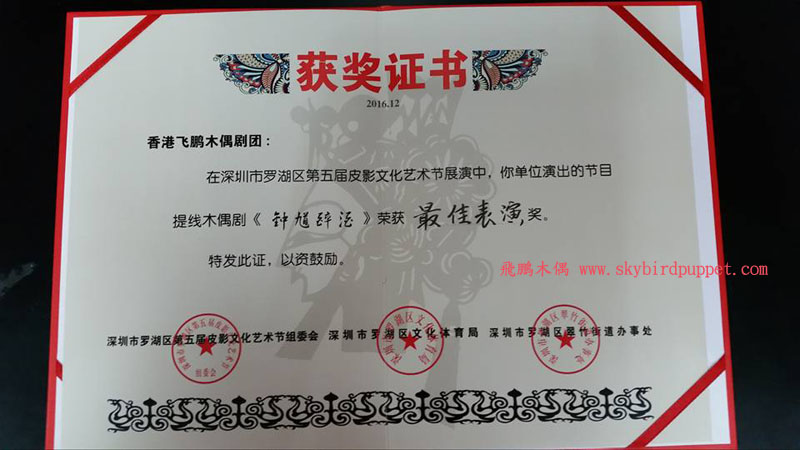 获奖证书
2016.12
香港飞鹏木偶剧团：
在深圳市罗湖区第五届皮影文化艺术节展演中，你单位演出的节目
提线木偶剧《 钟馗醉酒 》荣获 最佳表演 奖。
特发此证，以资鼓励。
飛鵬木偶 www.skybirdpuppet.com
深圳市罗湖区第五届皮影文化艺术节组委会 深圳市罗湖区文化体育局 深圳市罗湖区翠竹街道办事处